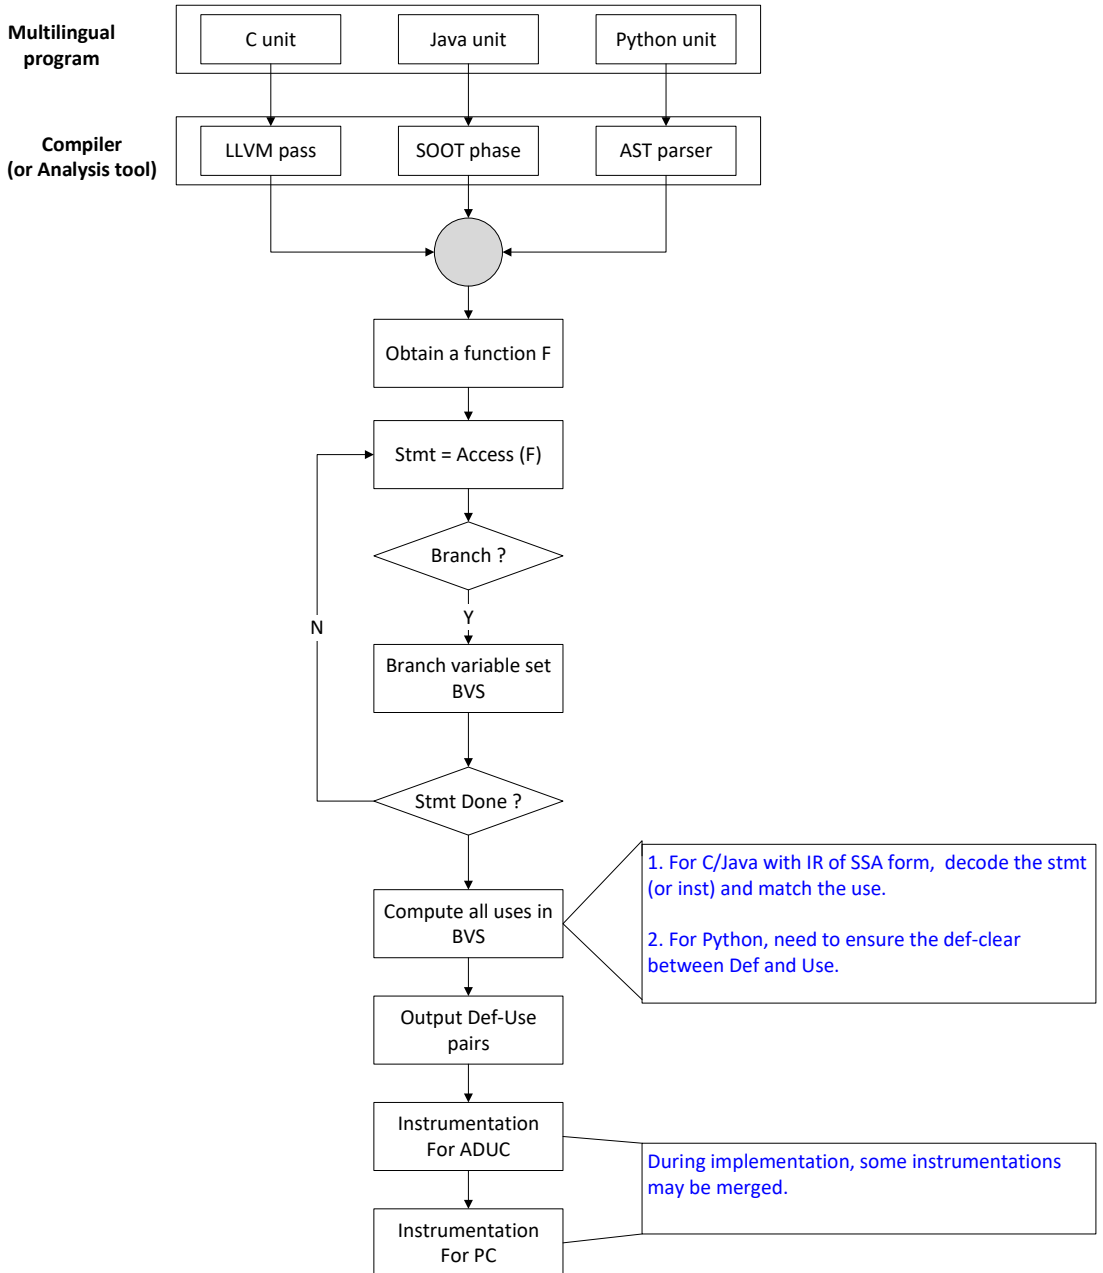 Multilingual
program
C unit
Java unit
Python unit
Compiler
(or Analysis tool)
LLVM pass
SOOT phase
AST parser
Obtain a function F
Stmt = Access (F)
Branch ?
Y
N
Branch variable set
BVS
Stmt Done ?
Compute all uses in
BVS
1. For C/Java with IR of SSA form,  decode the stmt
(or inst) and match the use.
2. For Python, need to ensure the def-clear
between Def and Use.
Output Def-Use
pairs
Instrumentation
For ADUC
During implementation, some instrumentations
may be merged.
Instrumentation
For PC